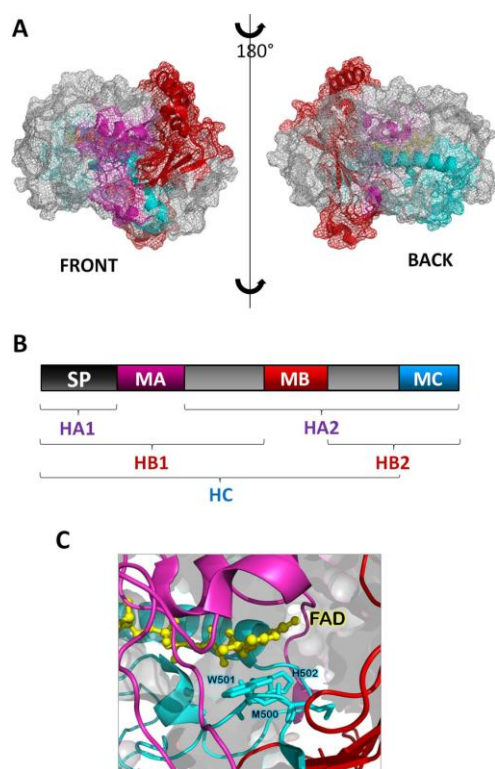 A
180°
FRONT
BACK
B
SP MA MB MC
HA1 HA2
HB1 HB2
HC
C
FAD
W501 H502
M500